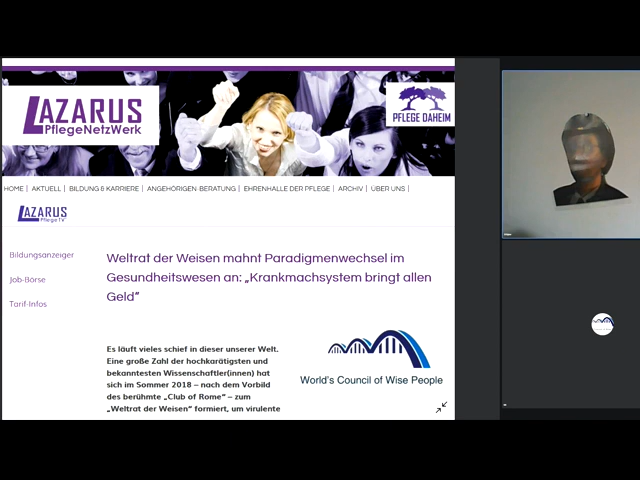 LAZARUS
PflegeNetzWerk
PFLEGE DAHEIM
HOME | AKTUELL | BILDUNG & KARRIERE | ANGEHÖRIGEN-BERATUNG | EHRENHALLE DER PFLEGE | ARCHIV | ÜBER UNS |
LAZARUS
Pflege TV
Bildungsanzeiger
Job-Börse
Tarif-Infos
Weltrat der Weisen mahnt Paradigmenwechsel im
Gesundheitswesen an: „Krankmachsystem bringt allen
Geld“
Es läuft vieles schief in dieser unserer Welt.
Eine große Zahl der hochkarätigsten und
bekanntesten Wissenschaftler(innen) hat
sich im Sommer 2018 – nach dem Vorbild
des berühmte „Club of Rome“ – zum
„Weltrat der Weisen“ formiert, um virulente
World's Council of Wise People